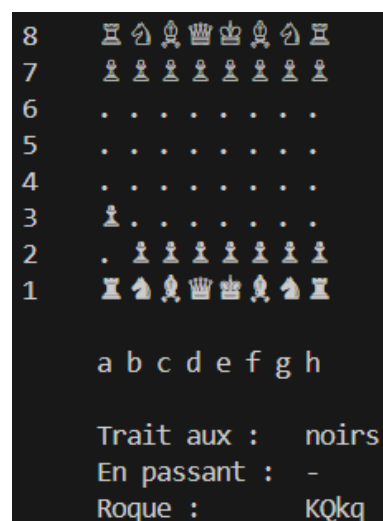 8 ♖ ♘ ♗ ♕ ♔ ♗ ♘ ♖
7 ♙ ♙ ♙ ♙ ♙ ♙ ♙ ♙
6 . . . . . . . .
5 . . . . . . . .
4 . . . . . . . .
3 ♟ . . . . . . .
2 . ♟ ♟ ♟ ♟ ♟ ♟ ♟
1 ♜ ♞ ♝ ♛ ♚ ♝ ♞ ♜
a b c d e f g h
Trait aux : noirs
En passant : -
Roque : KQkq